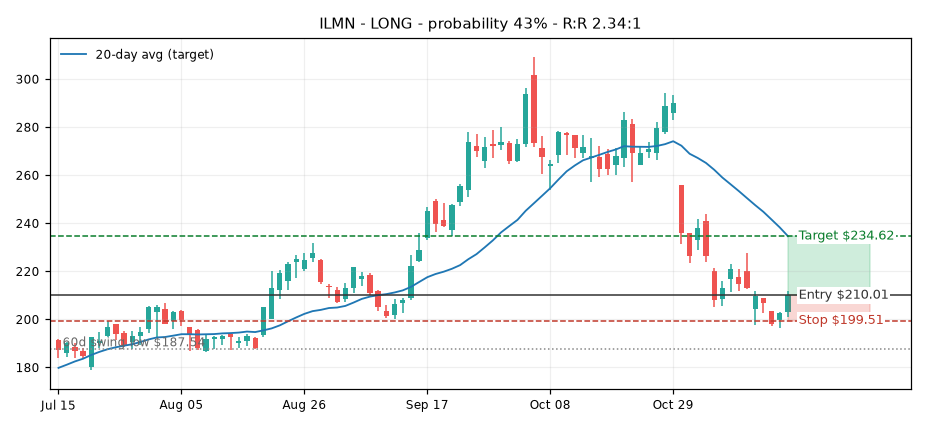 ILMN - LONG - probability 43% - R:R 2.34:1
20-day avg (target)
300
280
260
240
220
200
180
Target $234.62
Entry $210.01
Stop $199.51
60d swing low $187.54
Jul 15
Aug 05
Aug 26
Sep 17
Oct 08
Oct 29